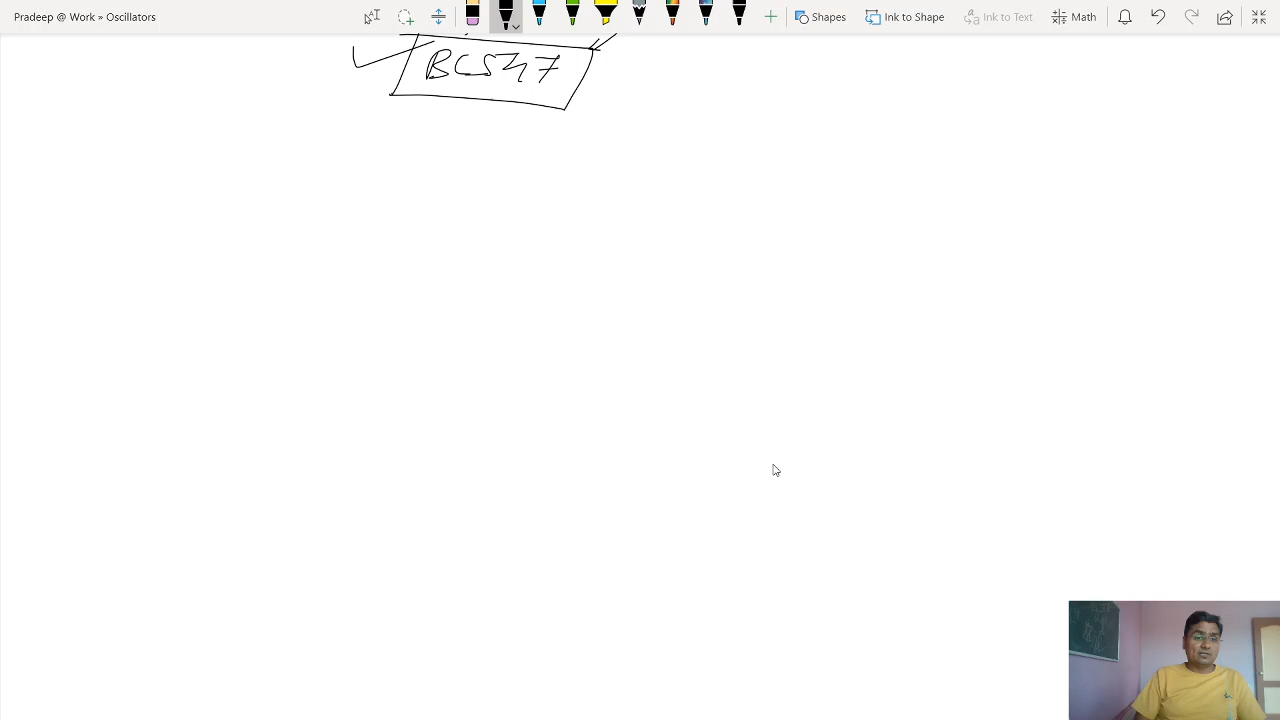 Pradeep @ Work » Oscillators
Shapes
Ink to Shape
Ink to Text
Math
BC547